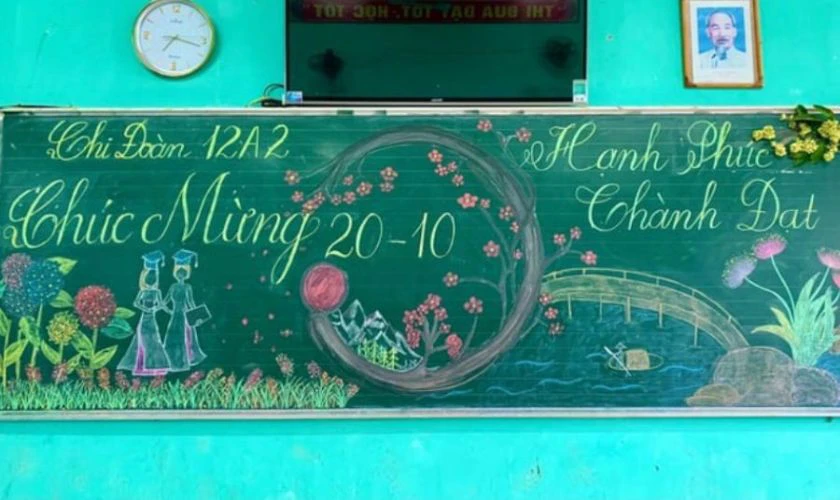 THI ĐUA DẠY TỐT, HỌC TỐT
Chi Đoàn 12A2
Chúc Mừng 20-10
Hạnh Phúc
Thành Đạt